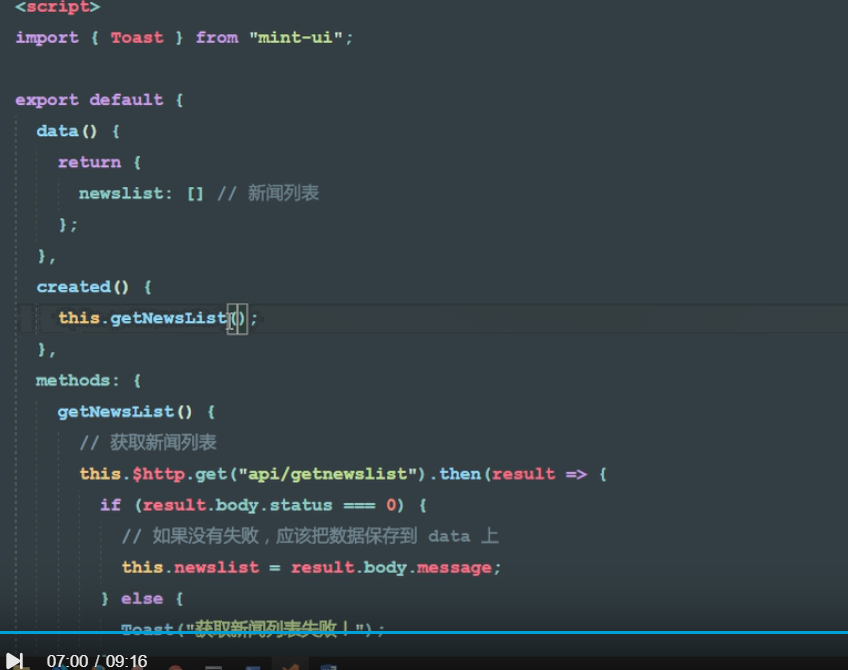 <script>
import { Toast } from "mint-ui";
export default {
data() {
return {
newslist: [] // 新闻列表
};
},
created() {
this.getNewsList();
},
methods: {
getNewsList() {
// 获取新闻列表
this.$http.get("api/getnewslist").then(result => {
if (result.body.status === 0) {
// 如果没有失败，应该把数据保存到 data 上
this.newslist = result.body.message;
} else {
Toast("获取新闻列表失败！");
07:00 / 09:16